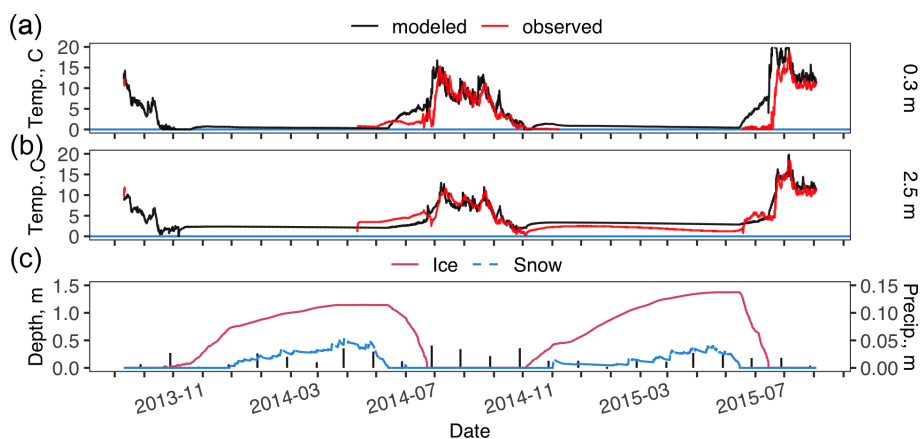 (a)
modeled observed
Temp., C
20
15
10
5
0
0.3 m
(b)
Temp., C
20
15
10
5
0
2.5 m
(c)
Ice Snow
Depth, m
1.5
1.0
0.5
0.0
0.15
0.10
0.05
0.00
Precip., m
2013-11 2014-03 2014-07 2014-11 2015-03 2015-07
Date